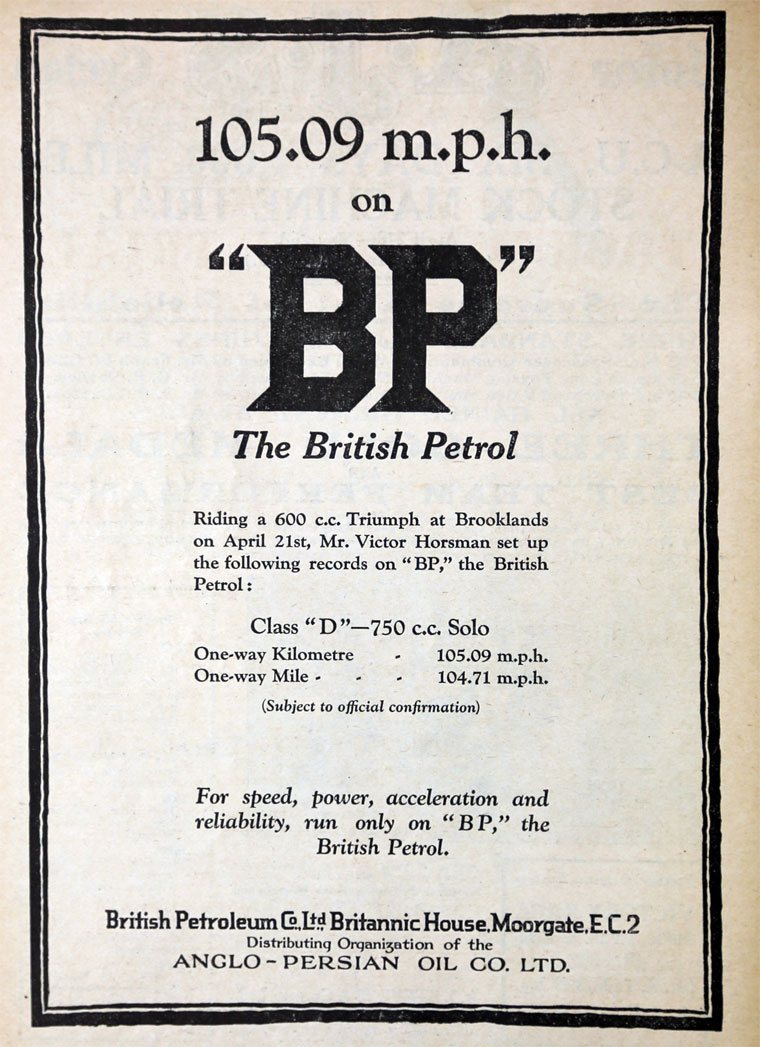 105.09 m.p.h.
on
“BP”
The British Petrol
Riding a 600 c.c. Triumph at Brooklands
on April 21st, Mr. Victor Horsman set up
the following records on “BP,” the British
Petrol:
Class “D”—750 c.c. Solo
One-way Kilometre - 105.09 m.p.h.
One-way Mile - - - 104.71 m.p.h.
(Subject to official confirmation)
For speed, power, acceleration and
reliability, run only on “BP,” the
British Petrol.
British Petroleum Co., Ltd. Britannic House, Moorgate, E.C.2
Distributing Organization of the
ANGLO-PERSIAN OIL CO. LTD.